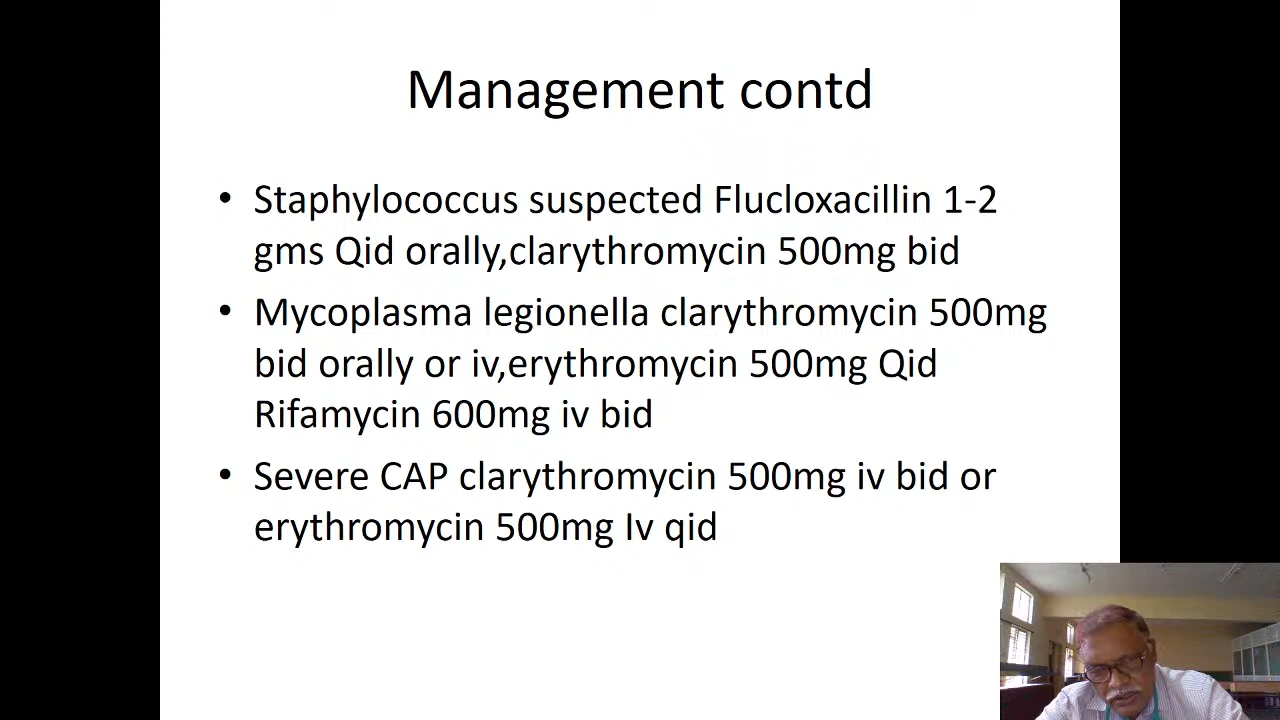 Management contd
• Staphylococcus suspected Flucloxacillin 1-2
gms Qid orally,clarythromycin 500mg bid
• Mycoplasma legionella clarythromycin 500mg
bid orally or iv,erythromycin 500mg Qid
Rifamycin 600mg iv bid
• Severe CAP clarythromycin 500mg iv bid or
erythromycin 500mg Iv qid